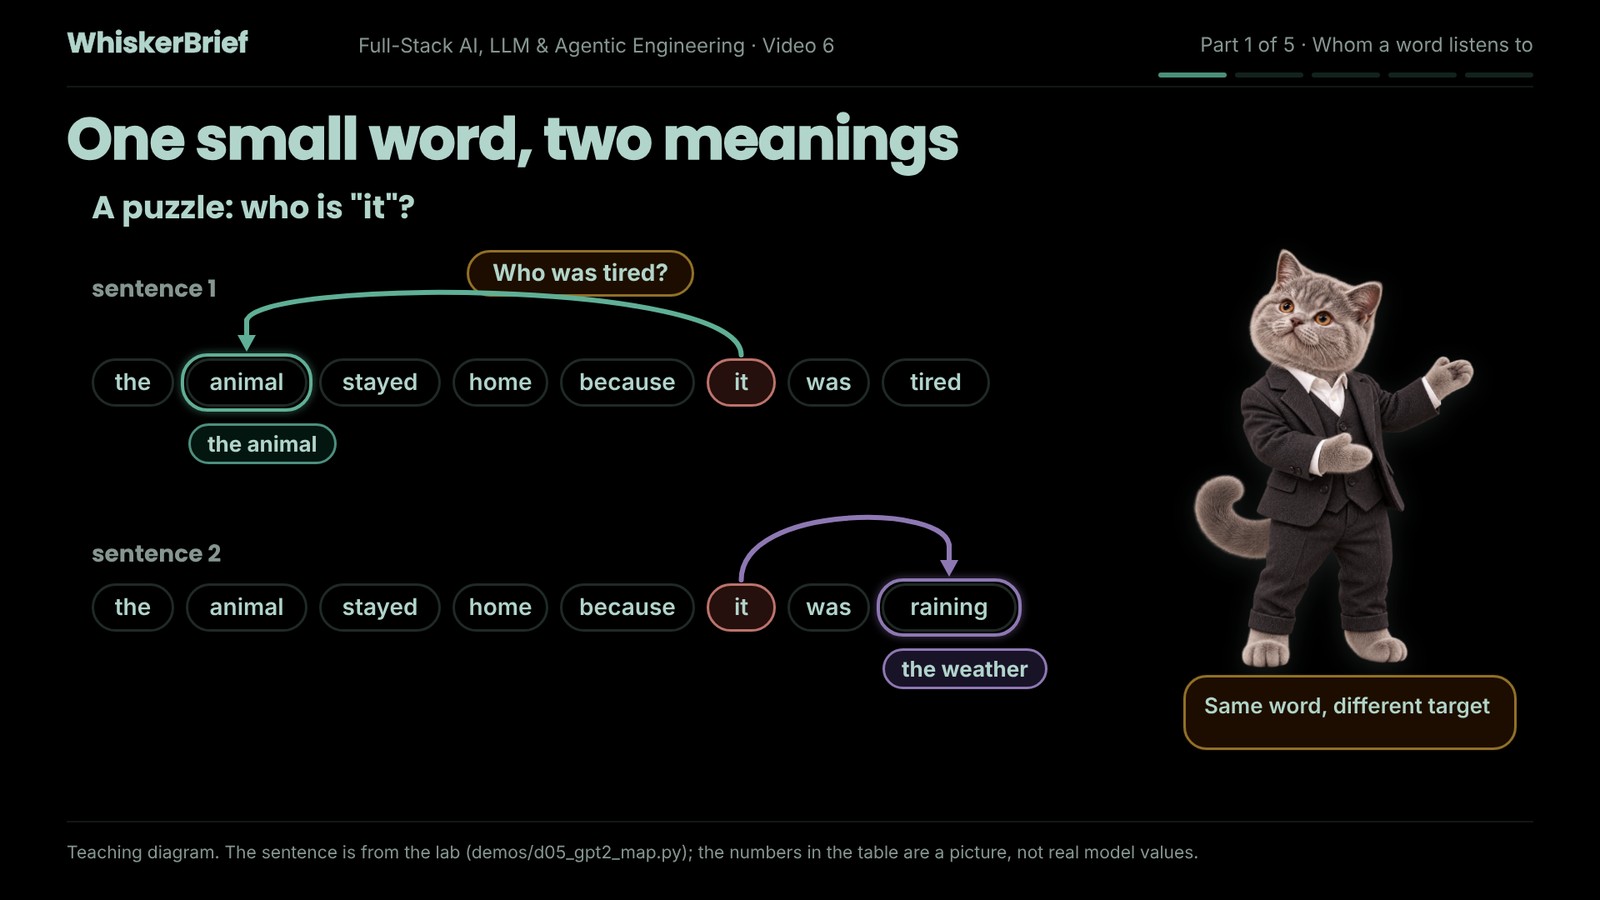 WhiskerBrief
Full-Stack AI, LLM & Agentic Engineering · Video 6
Part 1 of 5 · Whom a word listens to
One small word, two meanings
A puzzle: who is "it"?
Who was tired?
sentence 1
the animal stayed home because it was tired
the animal
sentence 2
the animal stayed home because it was raining
the weather
Same word, different target
Teaching diagram. The sentence is from the lab (demos/d05_gpt2_map.py); the numbers in the table are a picture, not real model values.